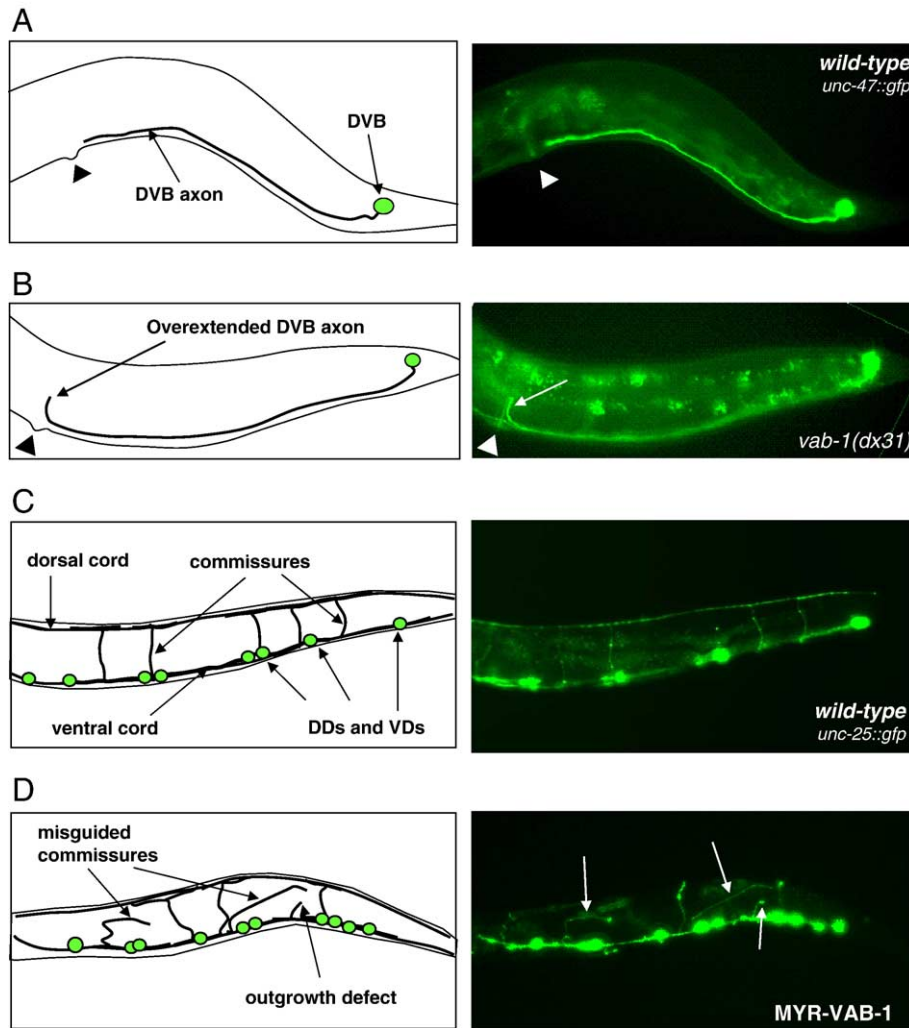 A
DVB
DVB axon
wild-type
unc-47::gfp
B
Overextended DVB axon
vab-1(dx31)
C
dorsal cord
commissures
ventral cord
DDs and VDs
wild-type
unc-25::gfp
D
misguided
commissures
outgrowth defect
MYR-VAB-1